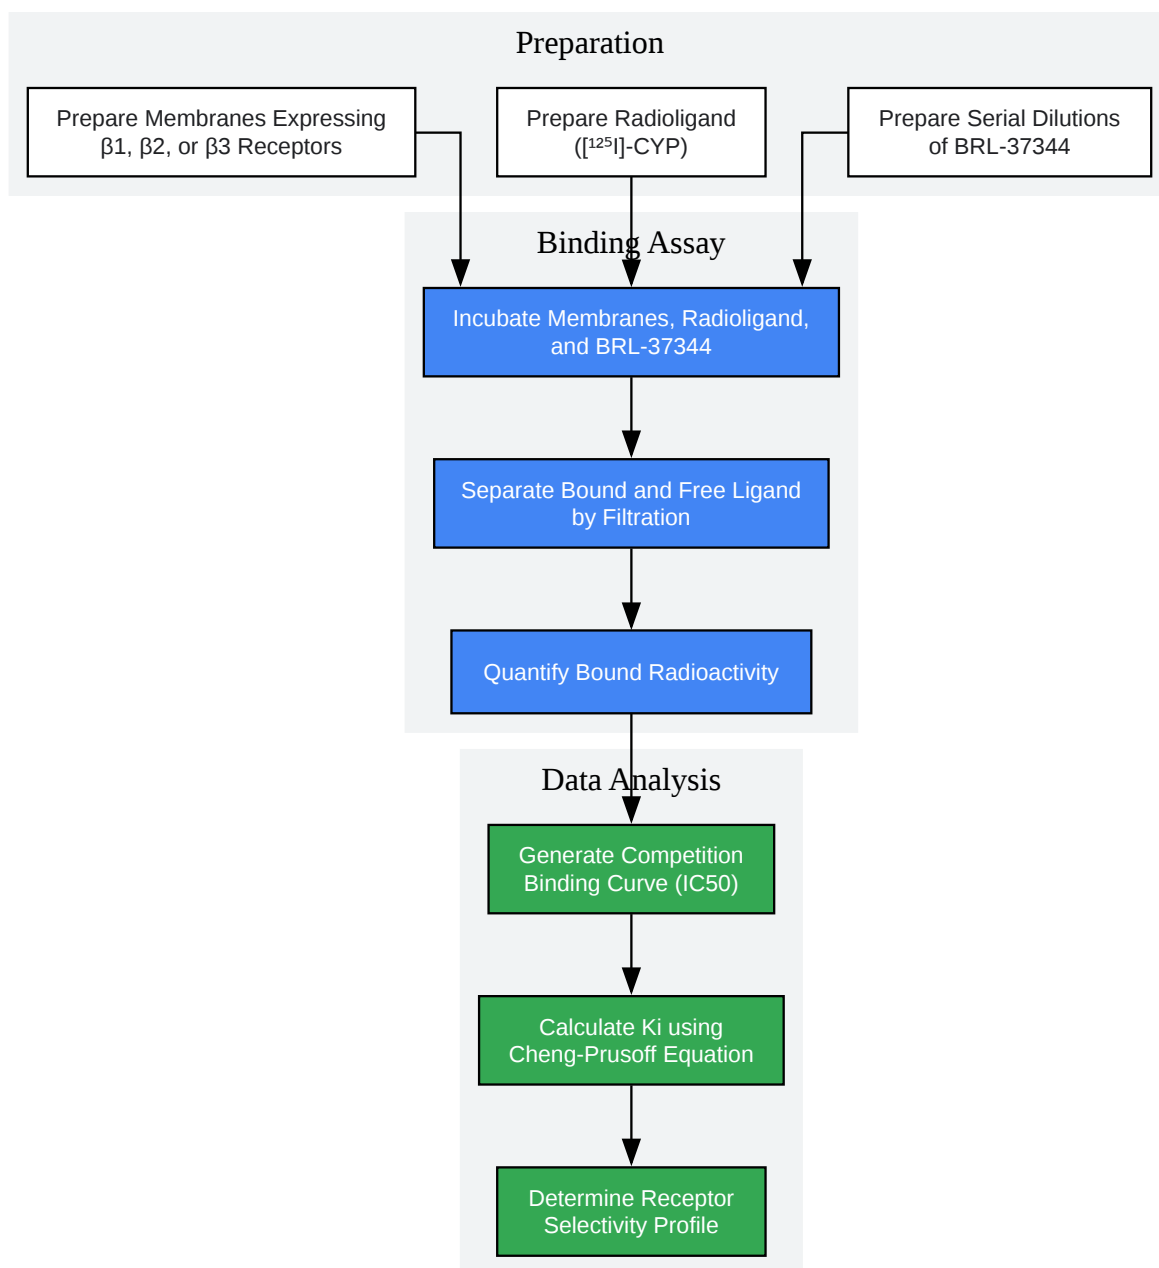 Preparation
Prepare Membranes Expressing
β1, β2, or β3 Receptors
Prepare Radioligand
([¹²⁵I]-CYP)
Prepare Serial Dilutions
of BRL-37344
Binding Assay
Incubate Membranes, Radioligand,
and BRL-37344
Separate Bound and Free Ligand
by Filtration
Quantify Bound Radioactivity
Data Analysis
Generate Competition
Binding Curve (IC50)
Calculate Ki using
Cheng-Prusoff Equation
Determine Receptor
Selectivity Profile